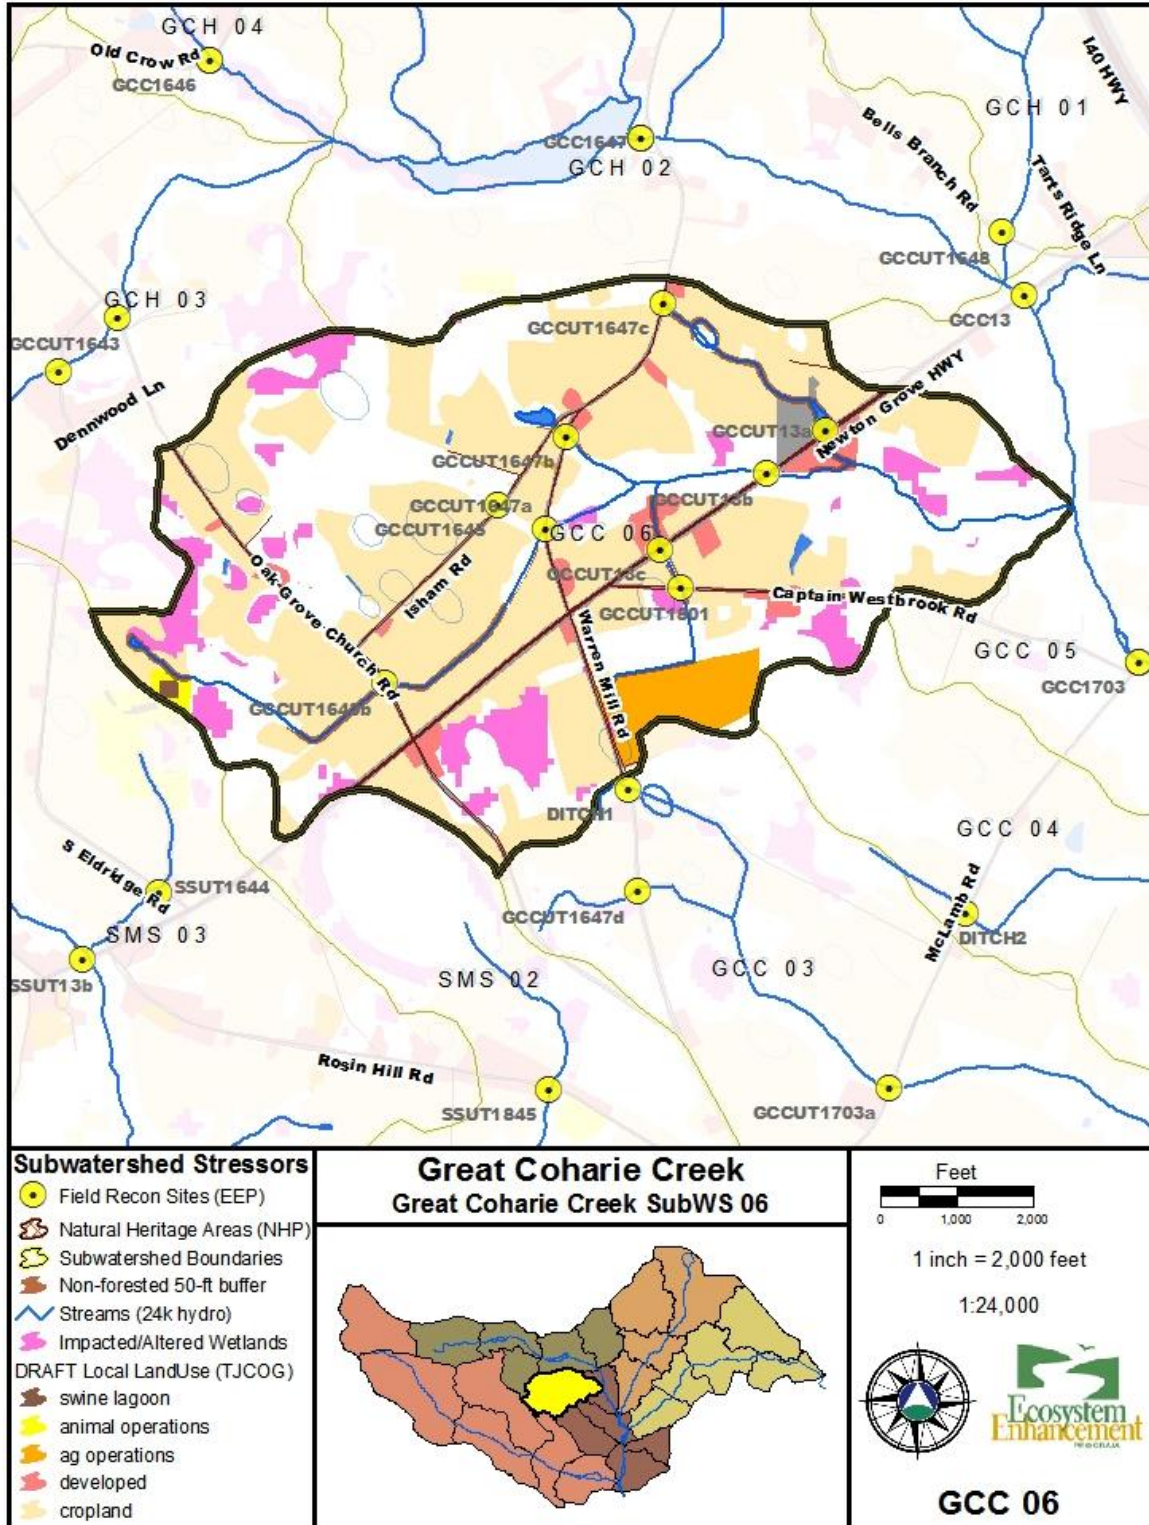 GCH 04
Old Crow Rd
GCC1646
I40 HWY
GCH 01
Bells Branch Rd
Tarts Ridge Ln
GCC1647
GCH 02
GCCUT1648
GCC13
GCH 03
GCCUT1643
Dennwood Ln
GCCUT1647c
Newton Grove HWY
GCCUT13a
GCCUT1647b
GCCUT13b
GCCUT1647a
GCCUT1645
GCC 06
Isham Rd
Oak Grove Church Rd
GCCUT13c
GCCUT1801
Captain Westbrook Rd
Warren Mill Rd
GCC 05
GCC1703
GCCUT1645b
DITCH1
GCC 04
S Eldridge Rd
SSUT1644
GCCUT1647d
McLamb Rd
DITCH2
SMS 03
SSUT13b
SMS 02
GCC 03
Rosin Hill Rd
SSUT1845
GCCUT1703a
Subwatershed Stressors
Field Recon Sites (EEP)
Natural Heritage Areas (NHP)
Subwatershed Boundaries
Non-forested 50-ft buffer
Streams (24k hydro)
Impacted/Altered Wetlands
DRAFT Local LandUse (TJCOG)
swine lagoon
animal operations
ag operations
developed
cropland
Great Coharie Creek
Great Coharie Creek SubWS 06
Feet
0 1,000 2,000
1 inch = 2,000 feet
1:24,000
Ecosystem
Enhancement
PROGRAM
GCC 06